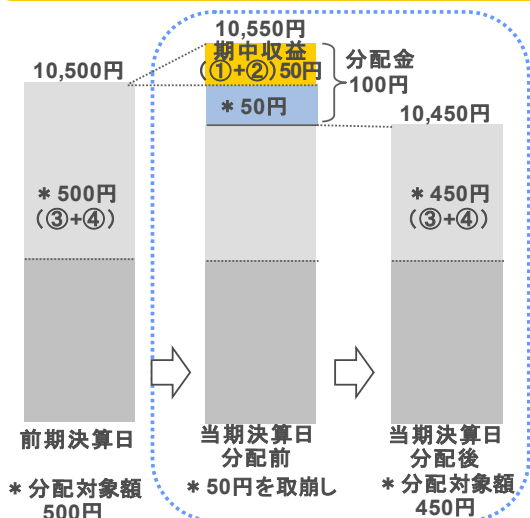 10,500円
＊500円
（③+④）
前期決算日
＊分配対象額
500円
10,550円
期中収益
（①+②）50円
＊50円
分配金
100円
当期決算日
分配前
＊50円を取崩し
10,450円
＊450円
（③+④）
当期決算日
分配後
＊分配対象額
450円